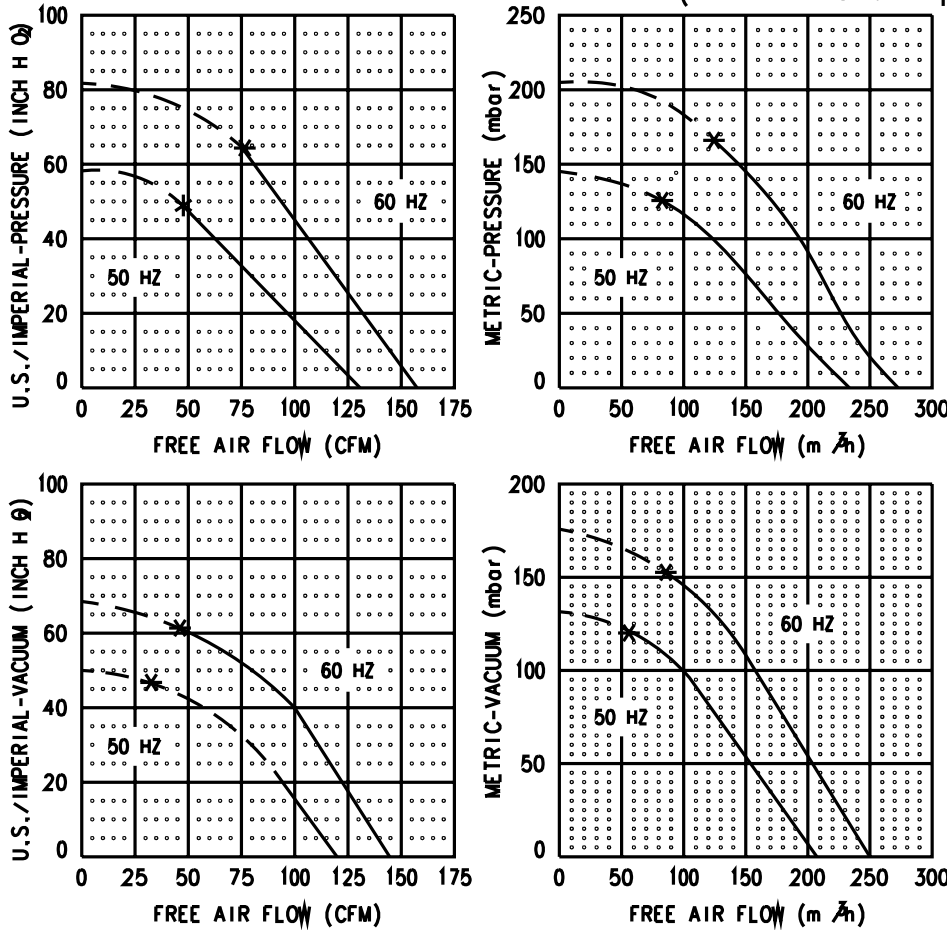 U.S./IMPERIAL-PRESSURE (INCH H2O)
100
80
60
40
20
0
60 HZ
50 HZ
0 25 50 75 100 125 150 175
FREE AIR FLOW (CFM)
METRIC-PRESSURE (mbar)
250
200
150
100
50
0
60 HZ
50 HZ
0 50 100 150 200 250 300
FREE AIR FLOW (m3/h)
U.S./IMPERIAL-VACUUM (INCH H2O)
100
80
60
40
20
0
60 HZ
50 HZ
0 25 50 75 100 125 150 175
FREE AIR FLOW (CFM)
METRIC-VACUUM (mbar)
200
150
100
50
0
60 HZ
50 HZ
0 50 100 150 200 250 300
FREE AIR FLOW (m3/h)